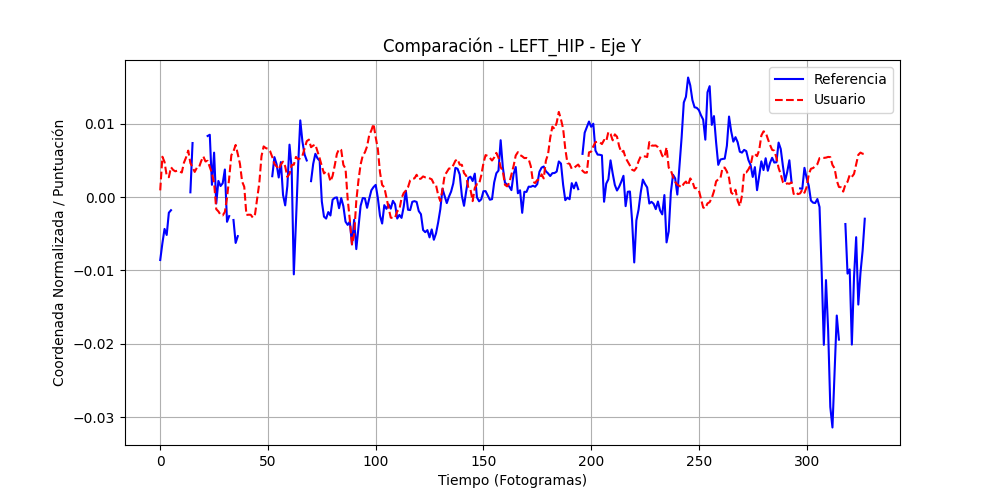 Comparación - LEFT_HIP - Eje Y
Coordenada Normalizada / Puntuación
0.01
0.00
−0.01
−0.02
−0.03
Referencia
Usuario
0 50 100 150 200 250 300
Tiempo (Fotogramas)